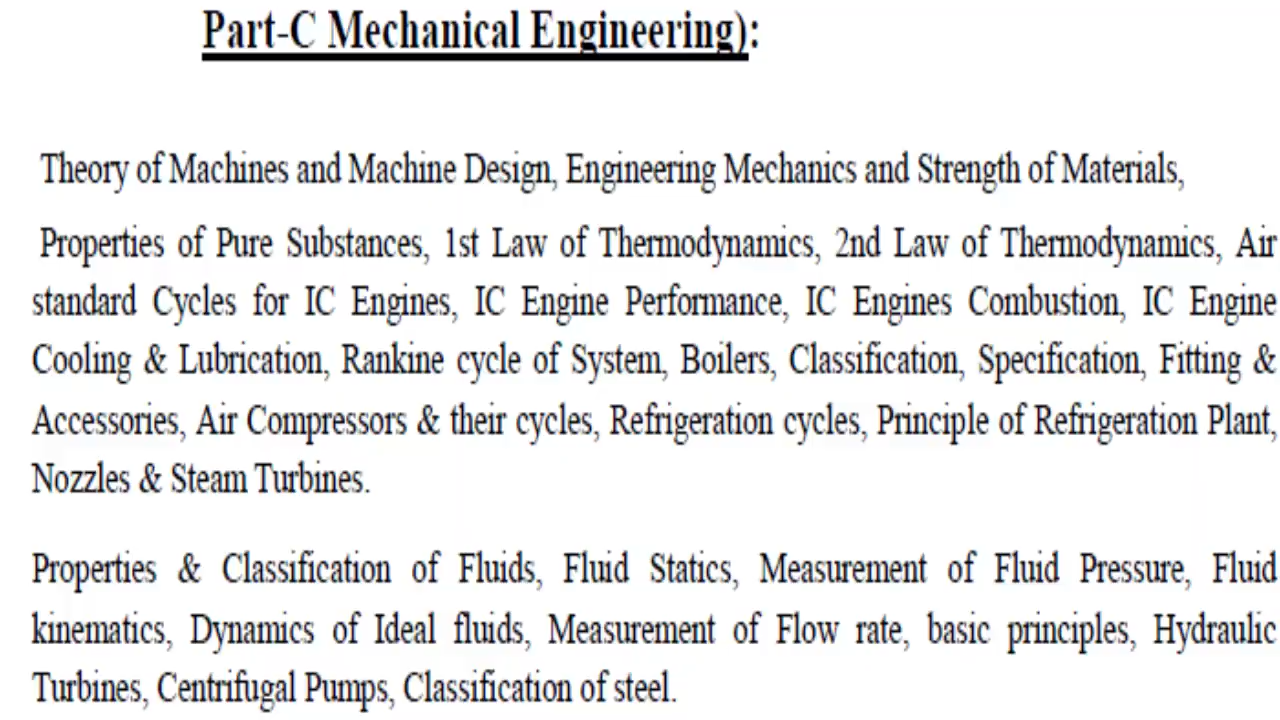 Part-C Mechanical Engineering):
Theory of Machines and Machine Design, Engineering Mechanics and Strength of Materials,
Properties of Pure Substances, 1st Law of Thermodynamics, 2nd Law of Thermodynamics, Air
standard Cycles for IC Engines, IC Engine Performance, IC Engines Combustion, IC Engine
Cooling & Lubrication, Rankine cycle of System, Boilers, Classification, Specification, Fitting &
Accessories, Air Compressors & their cycles, Refrigeration cycles, Principle of Refrigeration Plant,
Nozzles & Steam Turbines.
Properties & Classification of Fluids, Fluid Statics, Measurement of Fluid Pressure, Fluid
kinematics, Dynamics of Ideal fluids, Measurement of Flow rate, basic principles, Hydraulic
Turbines, Centrifugal Pumps, Classification of steel.